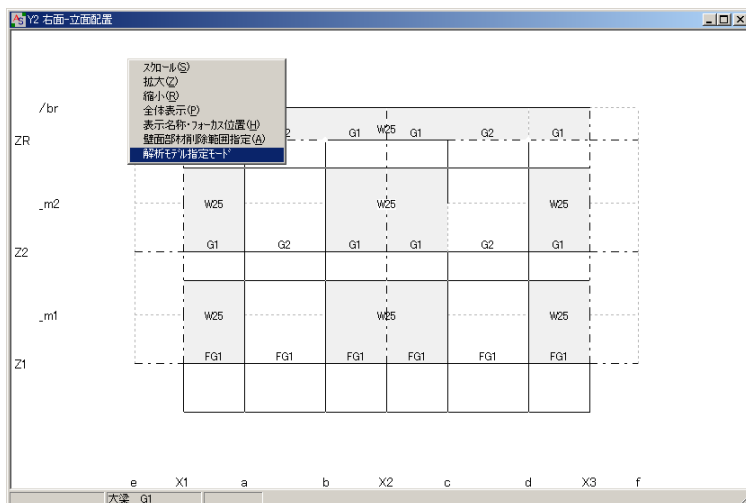 Y2 右面-立面配置
スクロール(S)
拡大(Z)
縮小(R)
全体表示(P)
表示名称・フォーカス位置(H)
壁面部材削除範囲指定(A)
解析モデル指定モード
/br
G2 G1 W25 G1 G2 G1
ZR
_m2 W25 W25 W25
G1 G2 G1 G1 G2 G1
Z2
_m1 W25 W25 W25
FG1 FG1 FG1 FG1 FG1 FG1
Z1
e X1 a b X2 c d X3 f
大梁 G1